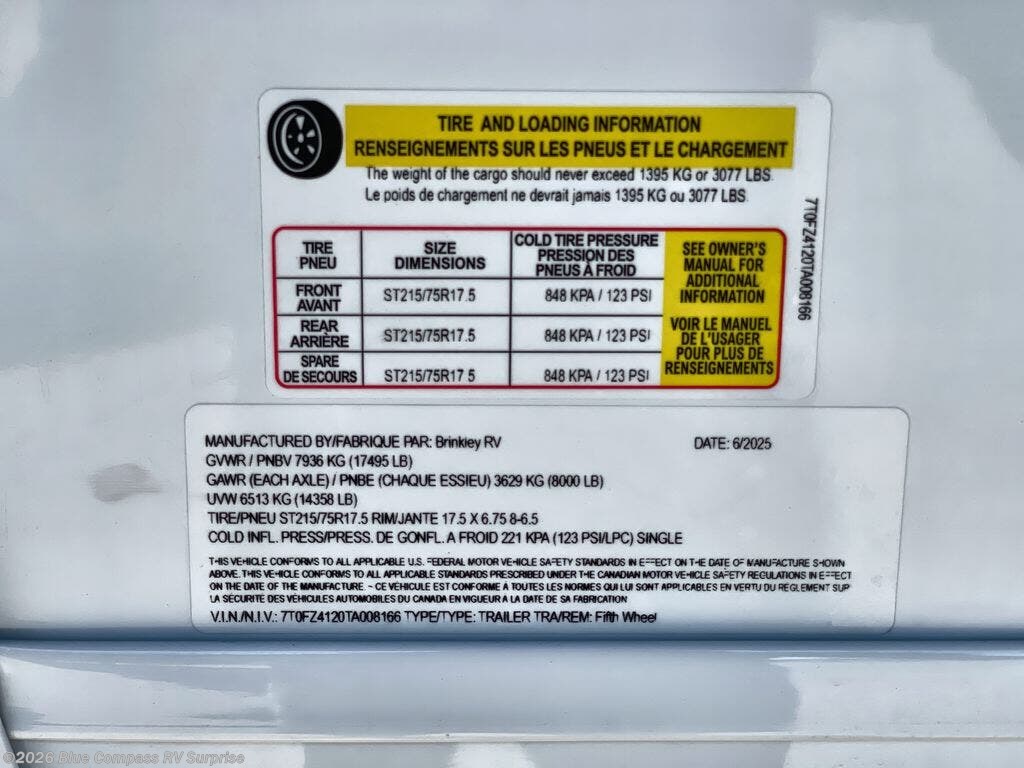 TIRE AND LOADING INFORMATION
RENSEIGNEMENTS SUR LES PNEUS ET LE CHARGEMENT
The weight of the cargo should never exceed 1395 KG or 3077 LBS.
Le poids de chargement ne devrait jamais 1395 KG ou 3077 LBS.
TIRE PNEU SIZE DIMENSIONS COLD TIRE PRESSURE PRESSION DES PNEUS À FROID
FRONT AVANT ST215/75R17.5 848 KPA / 123 PSI
REAR ARRIÈRE ST215/75R17.5 848 KPA / 123 PSI
SPARE DE SECOURS ST215/75R17.5 848 KPA / 123 PSI
SEE OWNER'S
MANUAL FOR
ADDITIONAL
INFORMATION
VOIR LE MANUEL
DE L'USAGER
POUR PLUS DE
RENSEIGNEMENTS
7T0FZ4120TA008166
MANUFACTURED BY/FABRIQUE PAR: Brinkley RV DATE: 6/2025
GVWR / PNBV 7936 KG (17495 LB)
GAWR (EACH AXLE) / PNBE (CHAQUE ESSIEU) 3629 KG (8000 LB)
UVW 6513 KG (14358 LB)
TIRE/PNEU ST215/75R17.5 RIM/JANTE 17.5 X 6.75 8-6.5
COLD INFL. PRESS/PRESS. DE GONFL. A FROID 221 KPA (123 PSI/LPC) SINGLE
THIS VEHICLE CONFORMS TO ALL APPLICABLE U.S. FEDERAL MOTOR VEHICLE SAFETY STANDARDS IN EFFECT ON THE DATE OF MANUFACTURE SHOWN
ABOVE. THIS VEHICLE CONFORMS TO ALL APPLICABLE STANDARDS PRESCRIBED UNDER THE CANADIAN MOTOR VEHICLE SAFETY REGULATIONS IN EFFECT
ON THE DATE OF THE MANUFACTURE. - CE VÉHICULE EST CONFORME À TOUTES LES NORMES QUI LUI SONT APPLICABLES EN VERTU DU RÈGLEMENT SUR
LA SÉCURITÉ DES VÉHICULES AUTOMOBILES DU CANADA EN VIGUEUR À LA DATE DE SA FABRICATION
V.I.N./N.I.V.: 7T0FZ4120TA008166 TYPE/TYPE: TRAILER TRA/REM: Fifth Wheel
©2026 Blue Compass RV Surprise